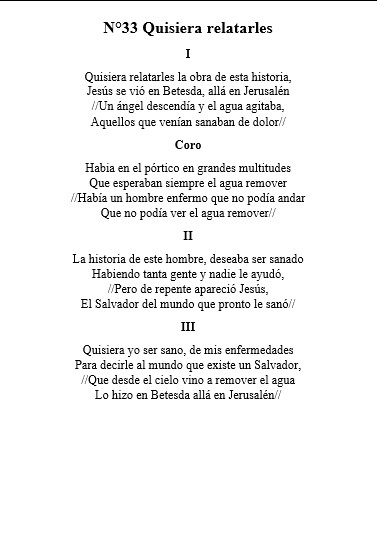 N°33 Quisiera relatarles
I
Quisiera relatarles la obra de esta historia,
Jesús se vió en Betesda, allá en Jerusalén
//Un ángel descendía y el agua agitaba,
Aquellos que venían sanaban de dolor//
Coro
Habia en el pórtico en grandes multitudes
Que esperaban siempre el agua remover
//Había un hombre enfermo que no podía andar
Que no podía ver el agua remover//
II
La historia de este hombre, deseaba ser sanado
Habiendo tanta gente y nadie le ayudó,
//Pero de repente apareció Jesús,
El Salvador del mundo que pronto le sanó//
III
Quisiera yo ser sano, de mis enfermedades
Para decirle al mundo que existe un Salvador,
//Que desde el cielo vino a remover el agua
Lo hizo en Betesda allá en Jerusalén//